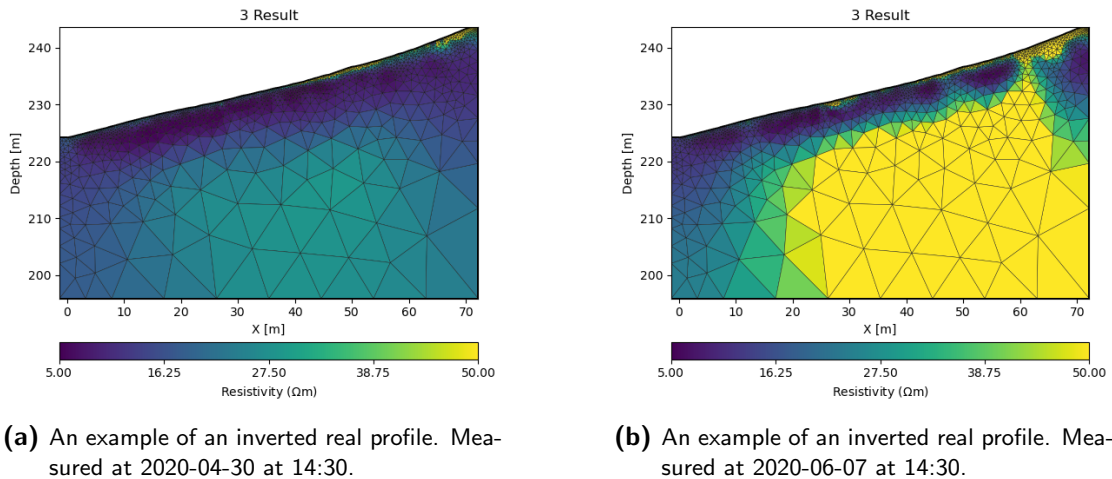 3 Result
240
230
220
210
200
Depth [m]
0 10 20 30 40 50 60 70
X [m]
5.00 16.25 27.50 38.75 50.00
Resistivity (Ωm)
(a) An example of an inverted real profile. Mea-
sured at 2020-04-30 at 14:30.
3 Result
240
230
220
210
200
Depth [m]
0 10 20 30 40 50 60 70
X [m]
5.00 16.25 27.50 38.75 50.00
Resistivity (Ωm)
(b) An example of an inverted real profile. Mea-
sured at 2020-06-07 at 14:30.